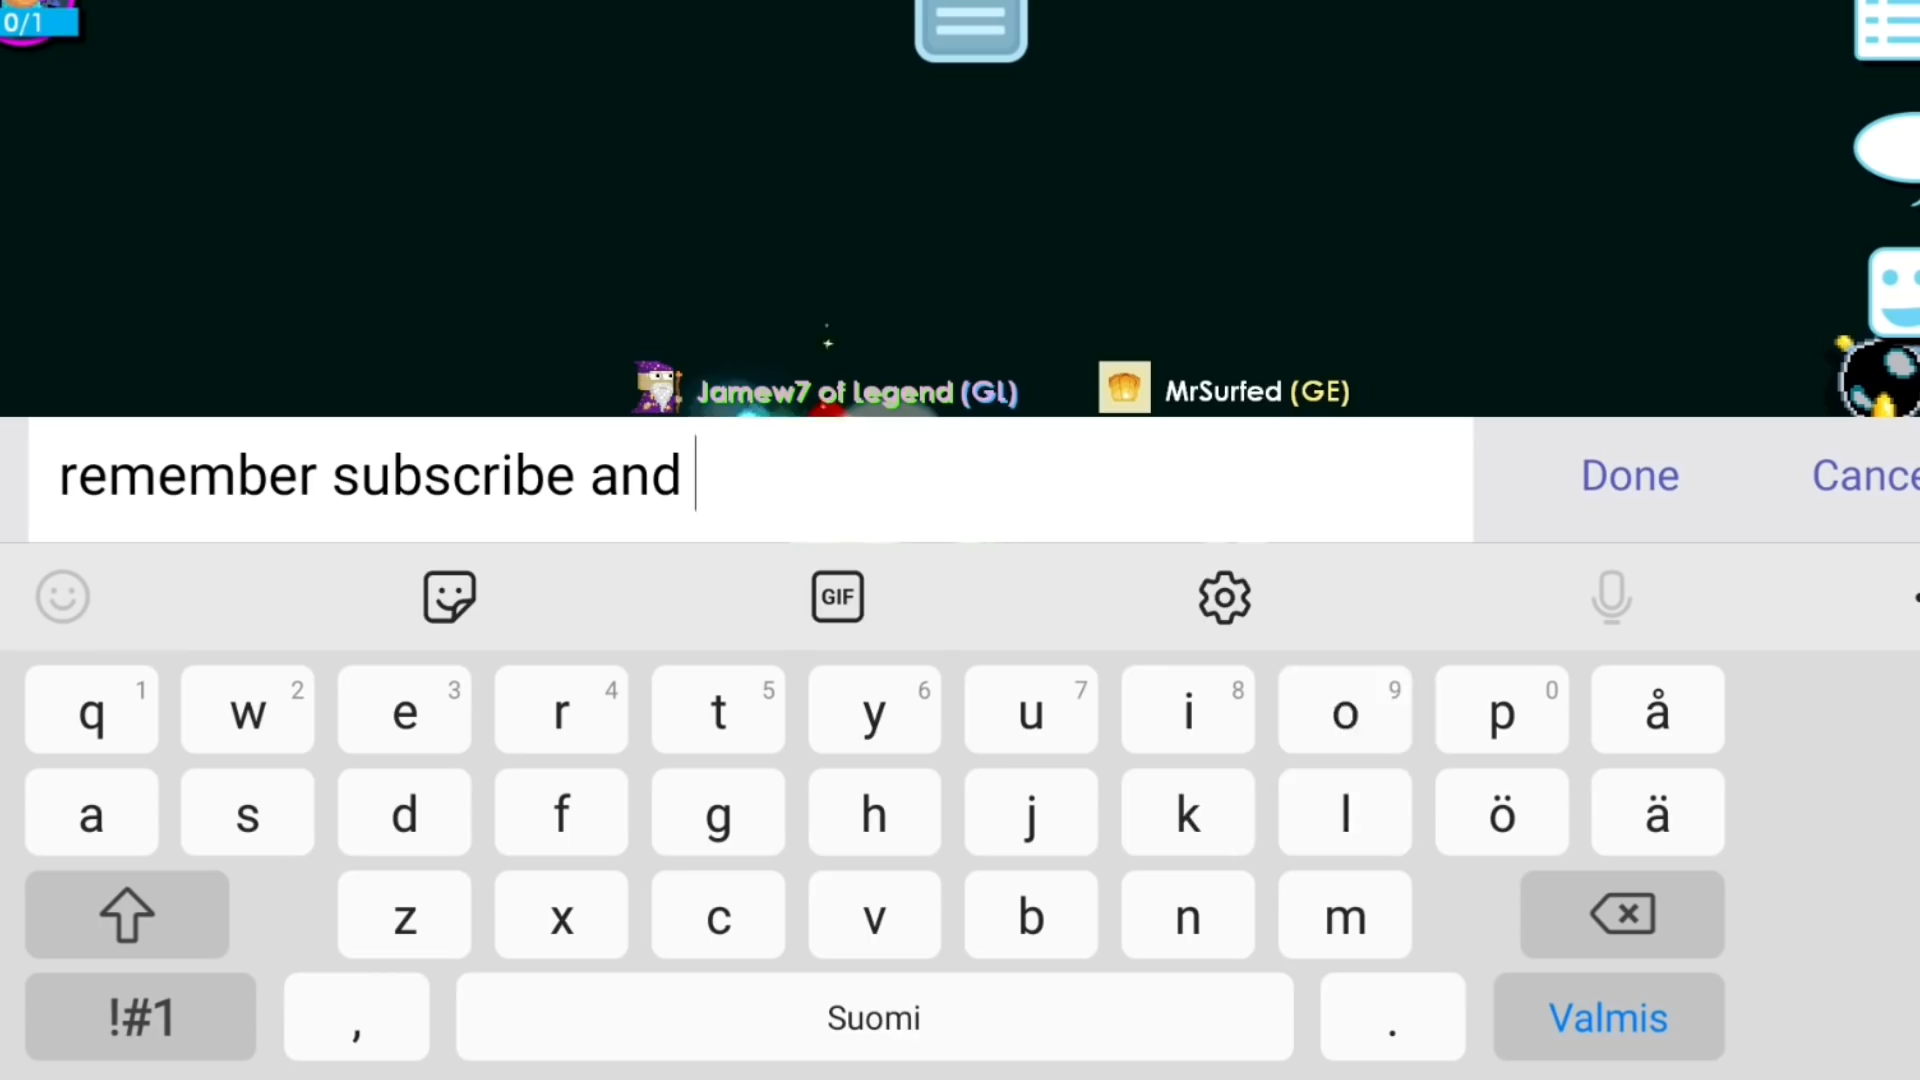 0/1
Jamew7 of Legend (GL) MrSurfed (GE)
remember subscribe and Done Cance
GIF
q 1 w 2 e 3 r 4 t 5 y 6 u 7 i 8 o 9 p 0 å
a s d f g h j k l ö ä
z x c v b n m
!#1 , Suomi . Valmis